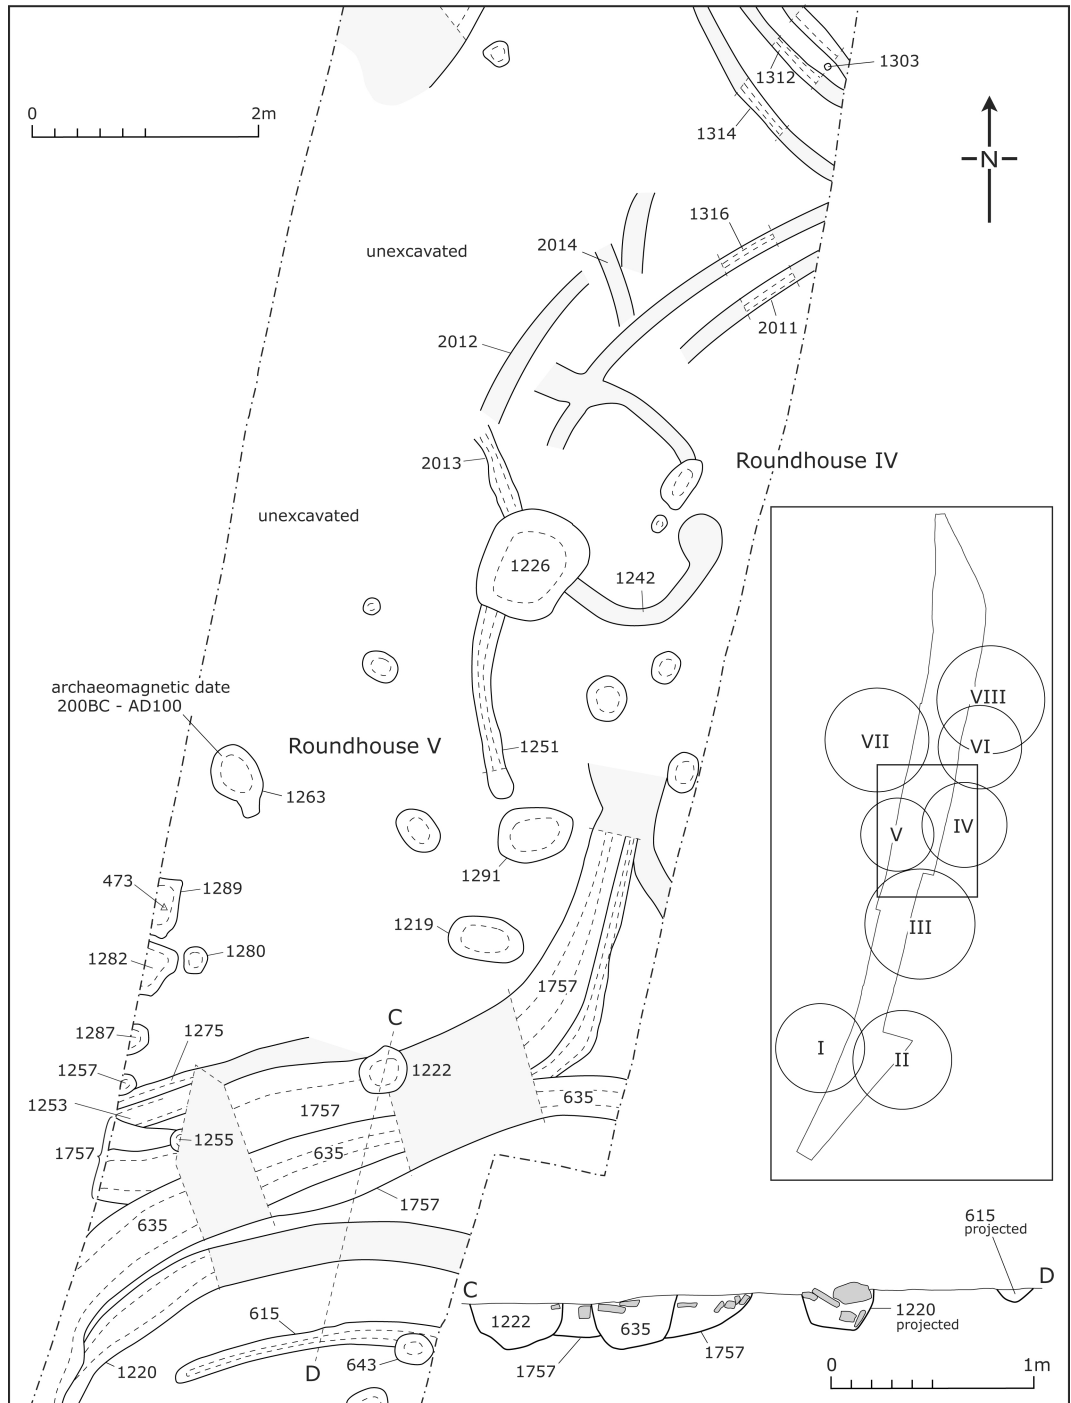 1303
1312
0
2m
1314
N
1316
2014
unexcavated
2011
2012
Roundhouse IV
2013
unexcavated
1226
1242
VIII
archaeomagnetic date
200BC - AD100
VII
VI
Roundhouse V
1251
1263
V
IV
1291
473
1289
1219
III
1282
1280
1757
C
1287
1275
I
II
1257
1222
1253
1757
635
1255
1757
635
1757
635
615
projected
C
D
615
1222
635
1220
projected
1757
1757
643
1220
D
0
1m